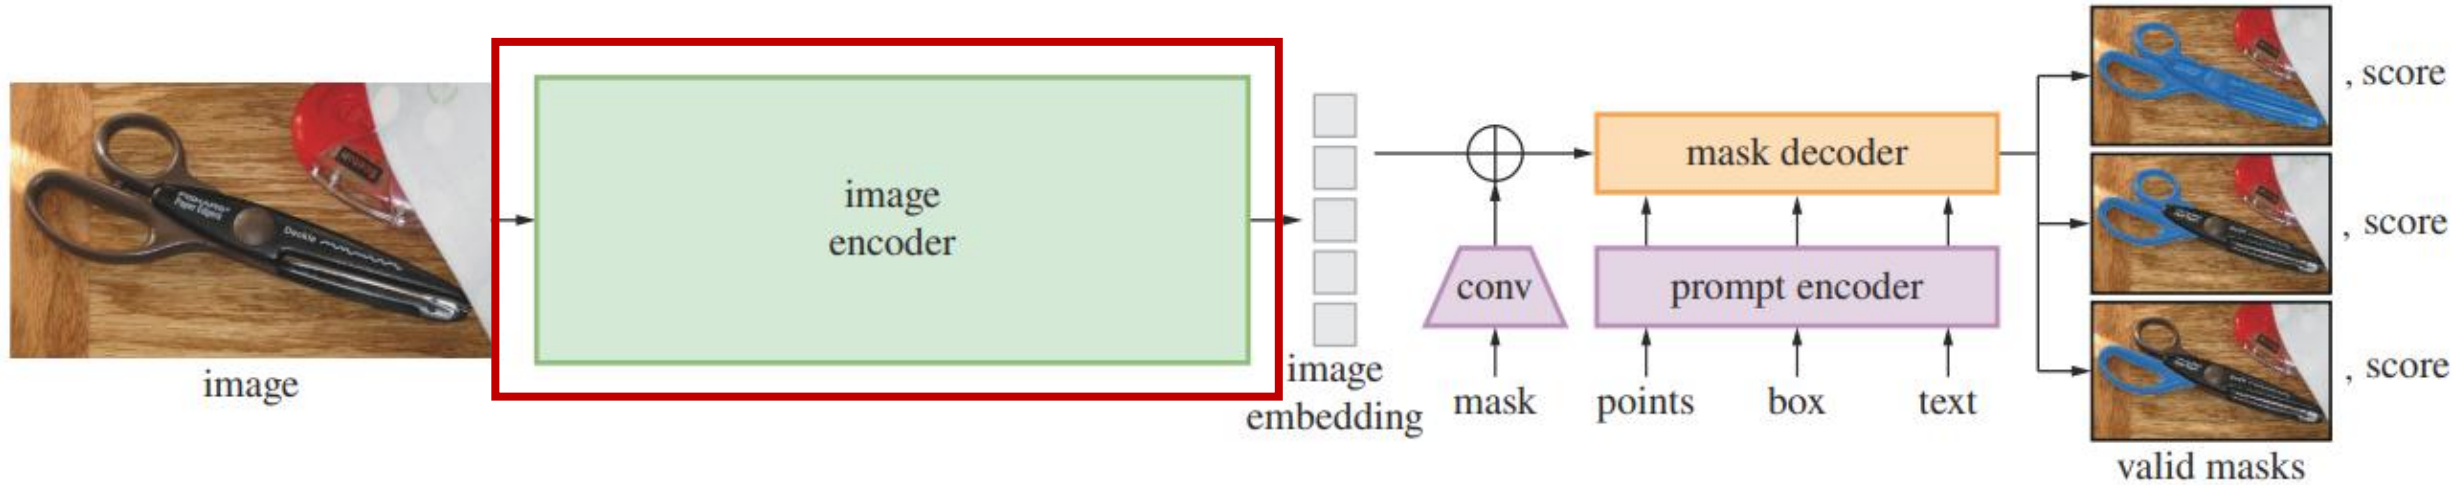 image
image
encoder
image
embedding
conv
mask
mask decoder
prompt encoder
points
box
text
, score
, score
, score
valid masks